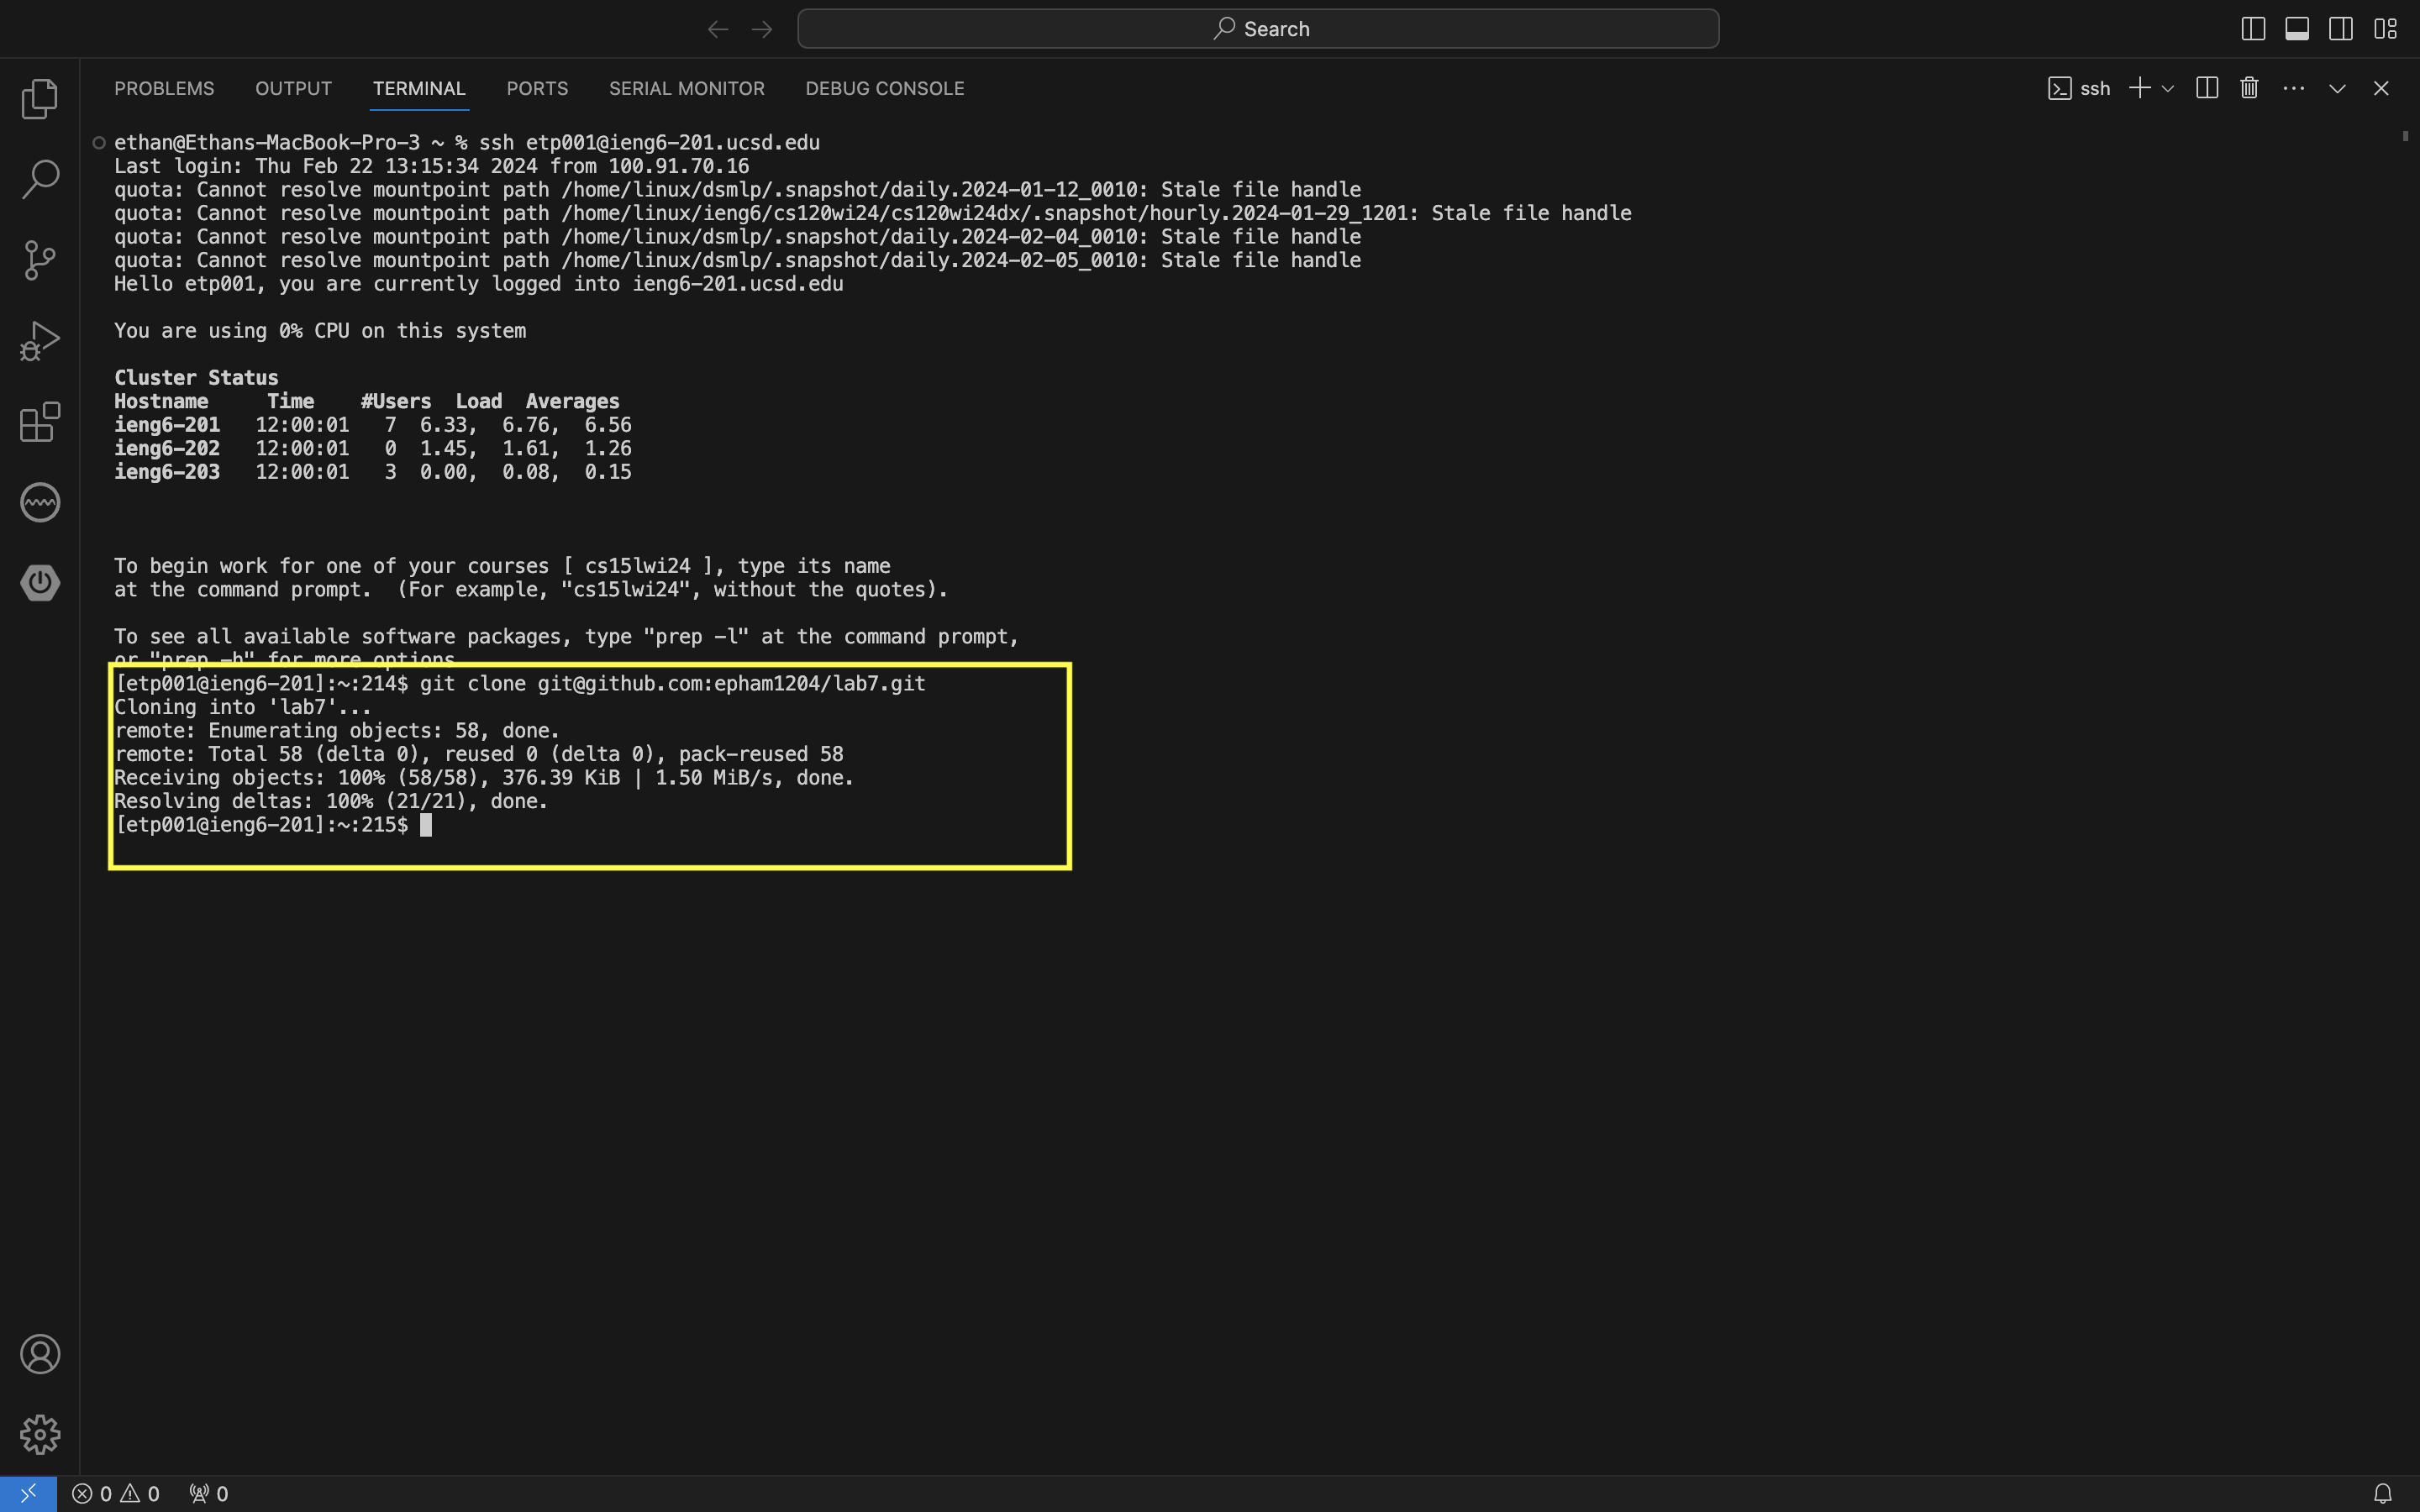 Search
PROBLEMS OUTPUT TERMINAL PORTS SERIAL MONITOR DEBUG CONSOLE ssh
ethan@Ethans-MacBook-Pro-3 ~ % ssh etp001@ieng6-201.ucsd.edu
Last login: Thu Feb 22 13:15:34 2024 from 100.91.70.16
quota: Cannot resolve mountpoint path /home/linux/dsmlp/.snapshot/daily.2024-01-12_0010: Stale file handle
quota: Cannot resolve mountpoint path /home/linux/ieng6/cs120wi24/cs120wi24dx/.snapshot/hourly.2024-01-29_1201: Stale file handle
quota: Cannot resolve mountpoint path /home/linux/dsmlp/.snapshot/daily.2024-02-04_0010: Stale file handle
quota: Cannot resolve mountpoint path /home/linux/dsmlp/.snapshot/daily.2024-02-05_0010: Stale file handle
Hello etp001, you are currently logged into ieng6-201.ucsd.edu
You are using 0% CPU on this system
Cluster Status
Hostname Time #Users Load Averages
ieng6-201 12:00:01 7 6.33, 6.76, 6.56
ieng6-202 12:00:01 0 1.45, 1.61, 1.26
ieng6-203 12:00:01 3 0.00, 0.08, 0.15
To begin work for one of your courses [ cs15lwi24 ], type its name
at the command prompt. (For example, "cs15lwi24", without the quotes).
To see all available software packages, type "prep -l" at the command prompt,
or "prep -h" for more options.
[etp001@ieng6-201]:~:214$ git clone git@github.com:epham1204/lab7.git
Cloning into 'lab7'...
remote: Enumerating objects: 58, done.
remote: Total 58 (delta 0), reused 0 (delta 0), pack-reused 58
Receiving objects: 100% (58/58), 376.39 KiB | 1.50 MiB/s, done.
Resolving deltas: 100% (21/21), done.
[etp001@ieng6-201]:~:215$
0 0 0